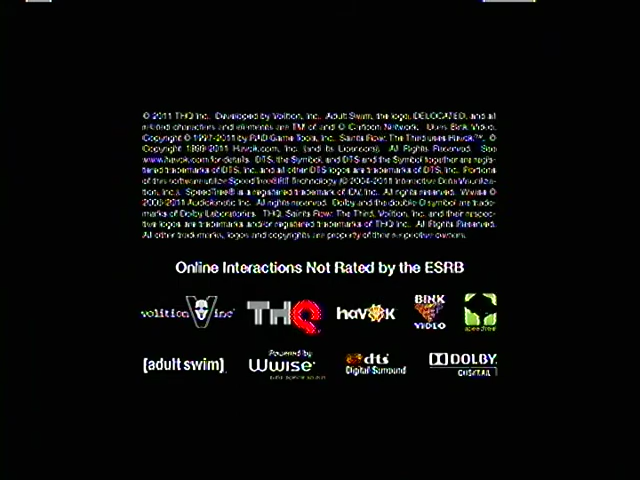 © 2011 THQ Inc. Developed by Volition, Inc. Adult Swim, the logo, DELOCATED, and all
related characters and elements are TM of and © Cartoon Network. Uses Bink Video.
Copyright © 1997-2011 by RAD Game Tools, Inc. Saints Row: The Third uses Havok™. ©
Copyright 1999-2011 Havok.com, Inc. (and its Licensors). All Rights Reserved. See
www.havok.com for details. DTS, the Symbol, and DTS and the Symbol together are regis-
tered trademarks of DTS, Inc. and all other DTS logos are trademarks of DTS, Inc. Portions
of this software utilize SpeedTree®RT technology (© 2004-2011 Interactive Data Visualiza-
tion, Inc.). SpeedTree® is a registered trademark of IDV, Inc. All rights reserved. Wwise ©
2006-2011 Audiokinetic Inc. All rights reserved. Dolby and the double-D symbol are trade-
marks of Dolby Laboratories. THQ, Saints Row: The Third, Volition, Inc. and their respec-
tive logos are trademarks and/or registered trademarks of THQ Inc. All Rights Reserved.
All other trademarks, logos and copyrights are property of their respective owners.
Online Interactions Not Rated by the ESRB
volition V inc
THQ
havok
BINK
VIDEO
speedtree
[adult swim]
Powered by
Wwise
dts
Digital Surround
DOLBY
DIGITAL